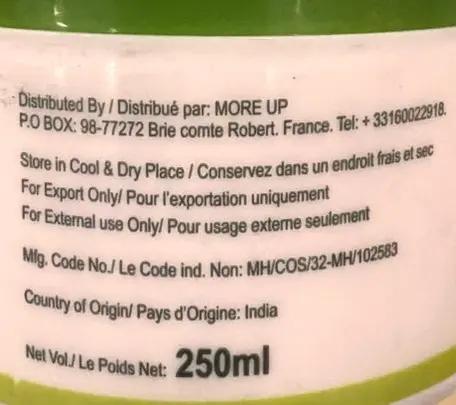 Distributed By / Distribué par: MORE UP
P.O BOX: 98-77272 Brie comte Robert. France. Tel: + 33160022918.
Store in Cool & Dry Place / Conservez dans un endroit frais et sec
For Export Only/ Pour l'exportation uniquement
For External use Only/ Pour usage externe seulement
Mfg. Code No./ Le Code ind. Non: MH/COS/32-MH/102583
Country of Origin/ Pays d'Origine: India
Net Vol./ Le Poids Net: 250ml